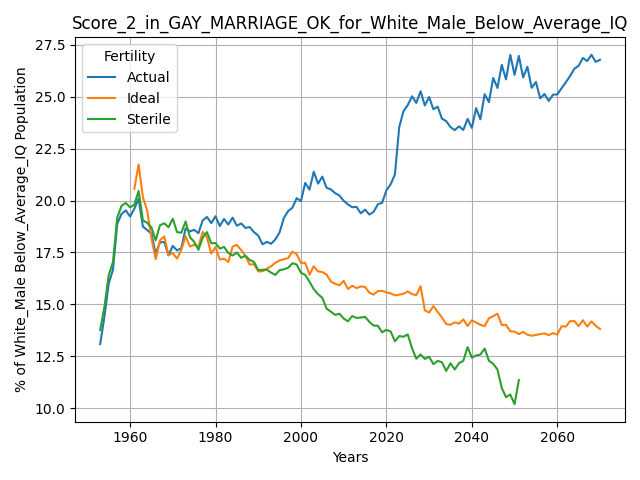 Score_2_in_GAY_MARRIAGE_OK_for_White_Male_Below_Average_IQ
% of White_Male Below_Average_IQ Population
27.5
25.0
22.5
20.0
17.5
15.0
12.5
10.0
Fertility
Actual
Ideal
Sterile
1960
1980
2000
2020
2040
2060
Years